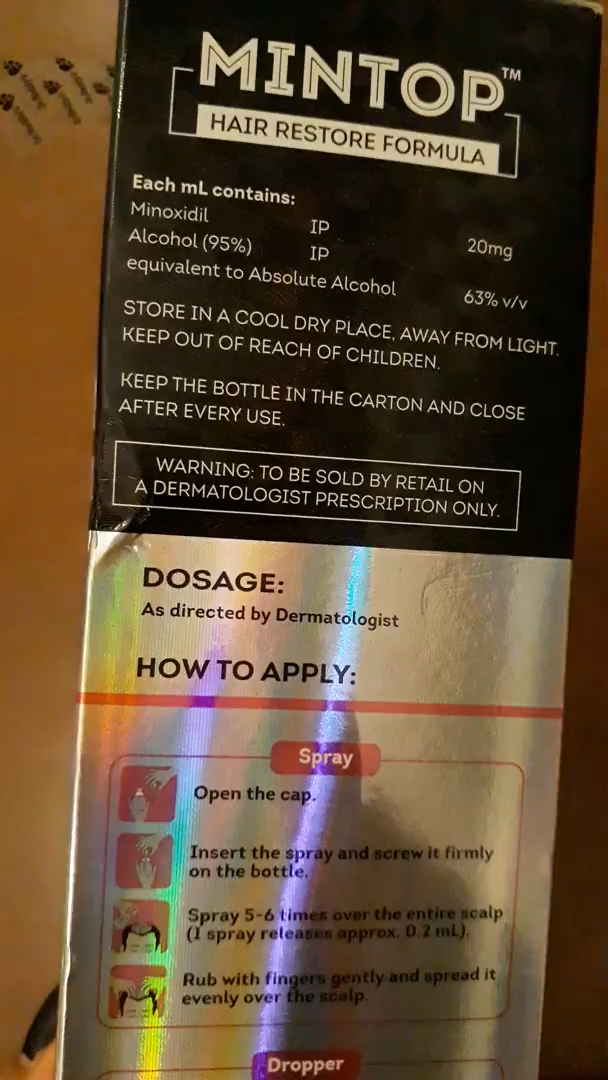 MINTOP™
HAIR RESTORE FORMULA
Each mL contains:
Minoxidil IP 20mg
Alcohol (95%) IP
equivalent to Absolute Alcohol 63% v/v
STORE IN A COOL DRY PLACE, AWAY FROM LIGHT.
KEEP OUT OF REACH OF CHILDREN.
KEEP THE BOTTLE IN THE CARTON AND CLOSE
AFTER EVERY USE.
WARNING: TO BE SOLD BY RETAIL ON
A DERMATOLOGIST PRESCRIPTION ONLY.
DOSAGE:
As directed by Dermatologist
HOW TO APPLY:
Spray
Open the cap.
Insert the spray and screw it firmly
on the bottle.
Spray 5-6 times over the entire scalp
(1 spray releases approx. 0.2 mL).
Rub with fingers gently and spread it
evenly over the scalp.
Dropper